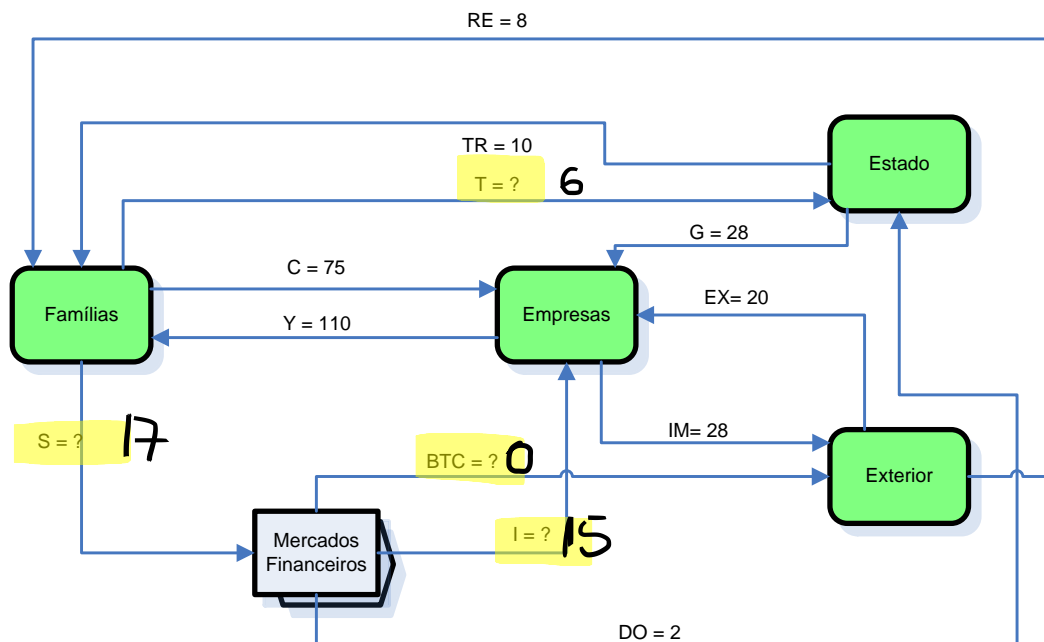 RE = 8
TR = 10
Estado
T = ? 6
G = 28
C = 75
EX= 20
Famílias
Empresas
Y = 110
S = ? 17
IM= 28
BTC = ? 0
Exterior
I = ? 15
Mercados
Financeiros
DO = 2